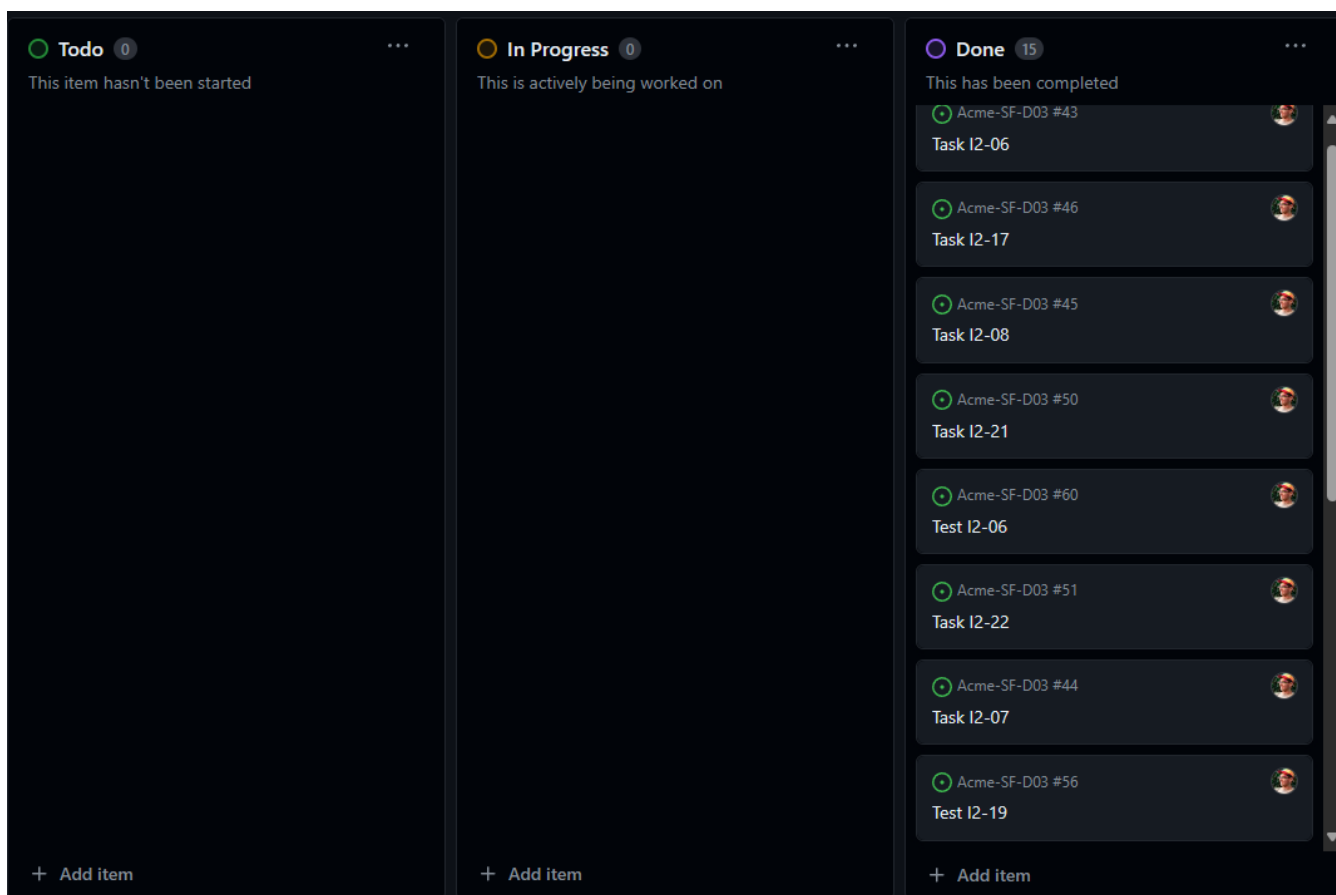 Todo 0
This item hasn't been started
+ Add item
In Progress 0
This is actively being worked on
+ Add item
Done 15
This has been completed
Acme-SF-D03 #43
Task I2-06
Acme-SF-D03 #46
Task I2-17
Acme-SF-D03 #45
Task I2-08
Acme-SF-D03 #50
Task I2-21
Acme-SF-D03 #60
Test I2-06
Acme-SF-D03 #51
Task I2-22
Acme-SF-D03 #44
Task I2-07
Acme-SF-D03 #56
Test I2-19
+ Add item